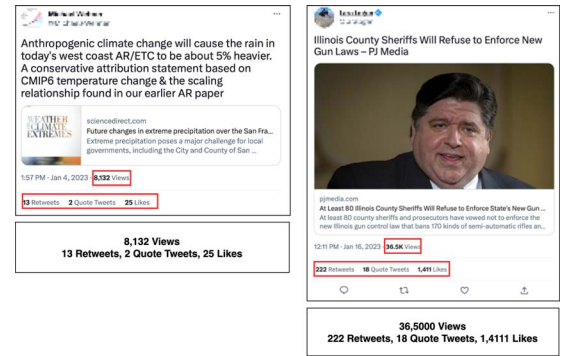 Anthropogenic climate change will cause the rain in
today's west coast AR/ETC to be about 5% heavier.
A conservative attribution statement based on
CMIP6 temperature change & the scaling
relationship found in our earlier AR paper
WEATHER
CLIMATE
EXTREMES
sciencedirect.com
Future changes in extreme precipitation over the San Fra...
Extreme precipitation poses a major challenge for local
governments, including the City and County of San ...
1:57 PM · Jan 4, 2023 · 8,132 Views
13 Retweets 2 Quote Tweets 25 Likes
8,132 Views
13 Retweets, 2 Quote Tweets, 25 Likes
Illinois County Sheriffs Will Refuse to Enforce New
Gun Laws – PJ Media
pjmedia.com
At Least 80 Illinois County Sheriffs Will Refuse to Enforce State's New Gun ...
At least 80 county sheriffs and prosecutors have vowed not to enforce the
new Illinois gun control law that bans 170 kinds of semi-automatic rifles an...
12:11 PM · Jan 16, 2023 · 36.5K Views
222 Retweets 18 Quote Tweets 1,411 Likes
36,5000 Views
222 Retweets, 18 Quote Tweets, 1,4111 Likes